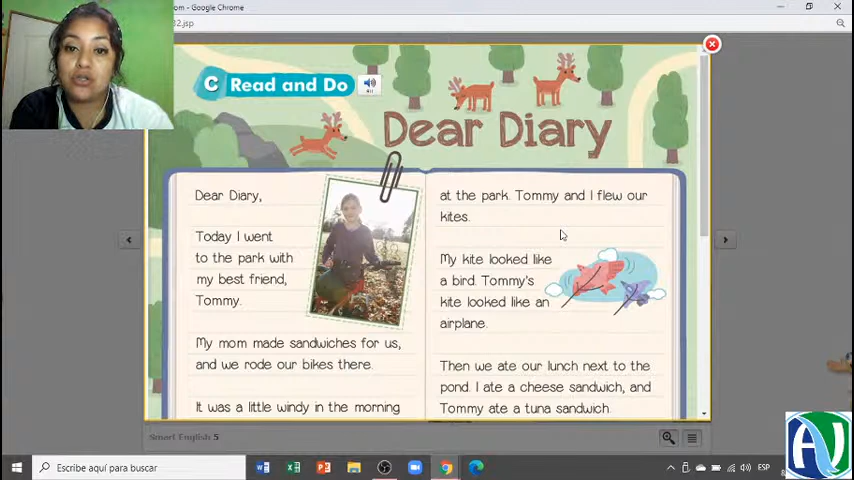 om - Google Chrome
12.jsp
C Read and Do
All
Dear Diary
Dear Diary,
Today I went
to the park with
my best friend,
Tommy.
My mom made sandwiches for us,
and we rode our bikes there.
It was a little windy in the morning
at the park. Tommy and I flew our
kites.
My kite looked like
a bird. Tommy's
kite looked like an
airplane.
Then we ate our lunch next to the
pond. I ate a cheese sandwich, and
Tommy ate a tuna sandwich.
Smart English 5
AJ
Escribe aquí para buscar
ESP